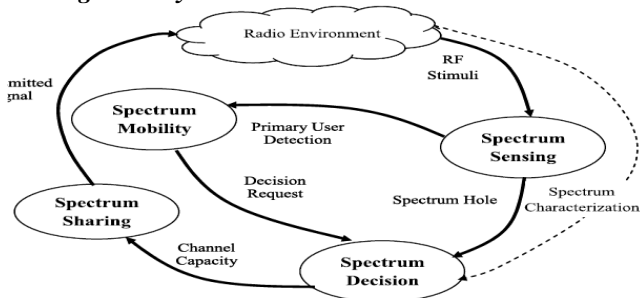 Radio Environment
RF
Stimuli
mitted
Spectrum
Mobility
Primary User
Detection
Spectrum
Sensing
Decision
Request
Spectrum Hole
Spectrum
Characterization
Spectrum
Sharing
Channel
Capacity
Spectrum
Decision